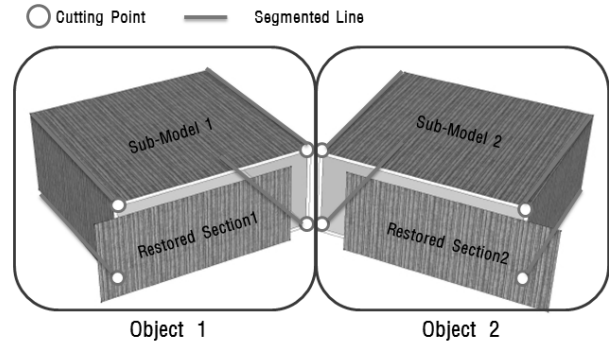 Cutting Point
Segmented Line
Sub-Model 1
Sub-Model 2
Restored Section1
Restored Section2
Object 1
Object 2